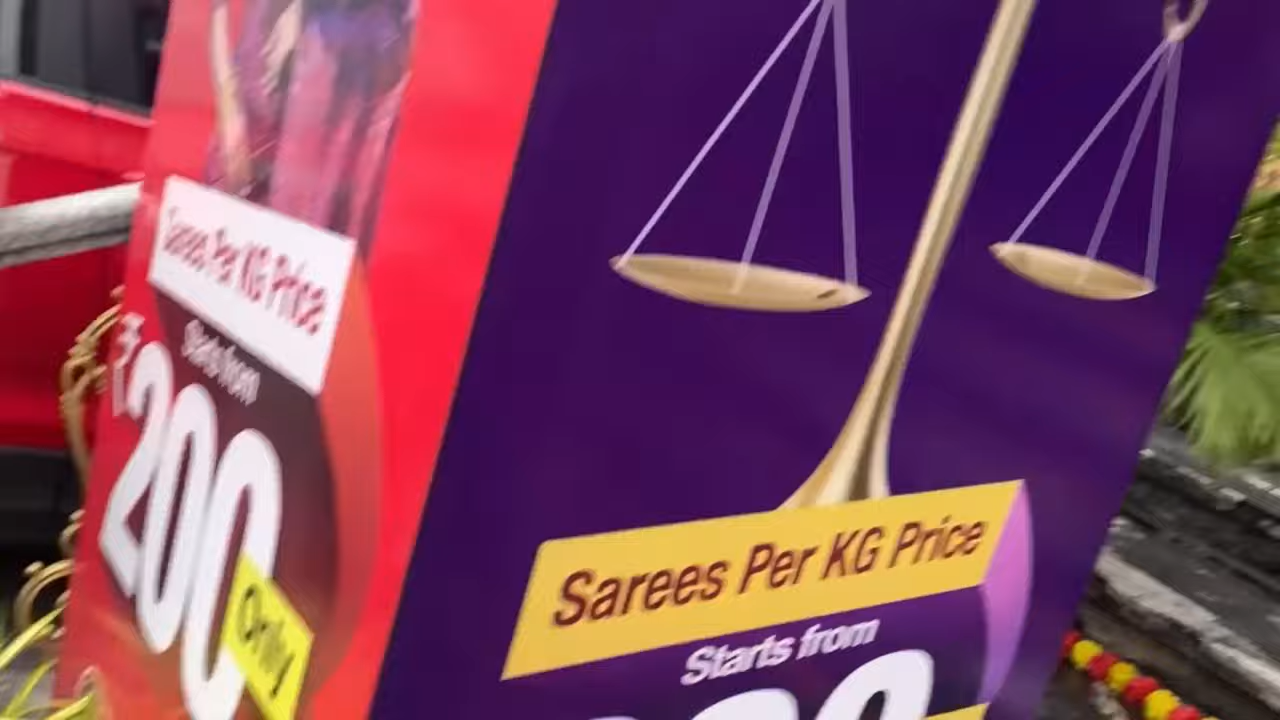 Sarees Per KG Price
Starts from
₹ 200
Only
Sarees Per KG Price
Starts from